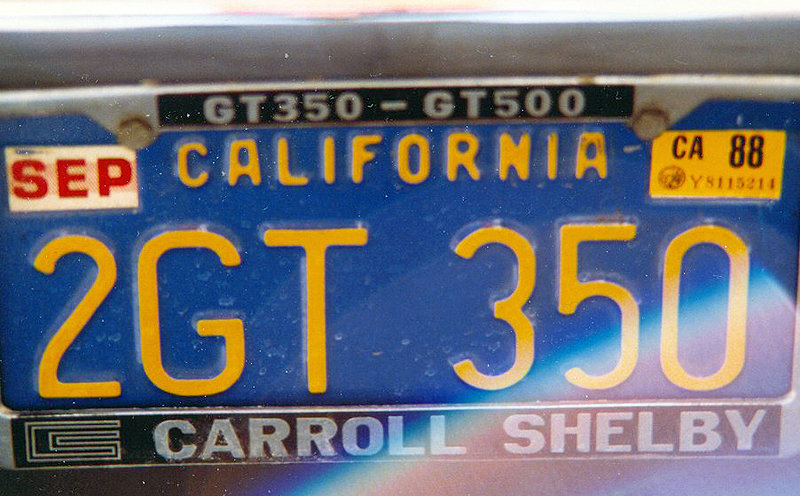 GT350 - GT500
SEP CALIFORNIA CA 88
Y8115214
2GT 350
CARROLL SHELBY